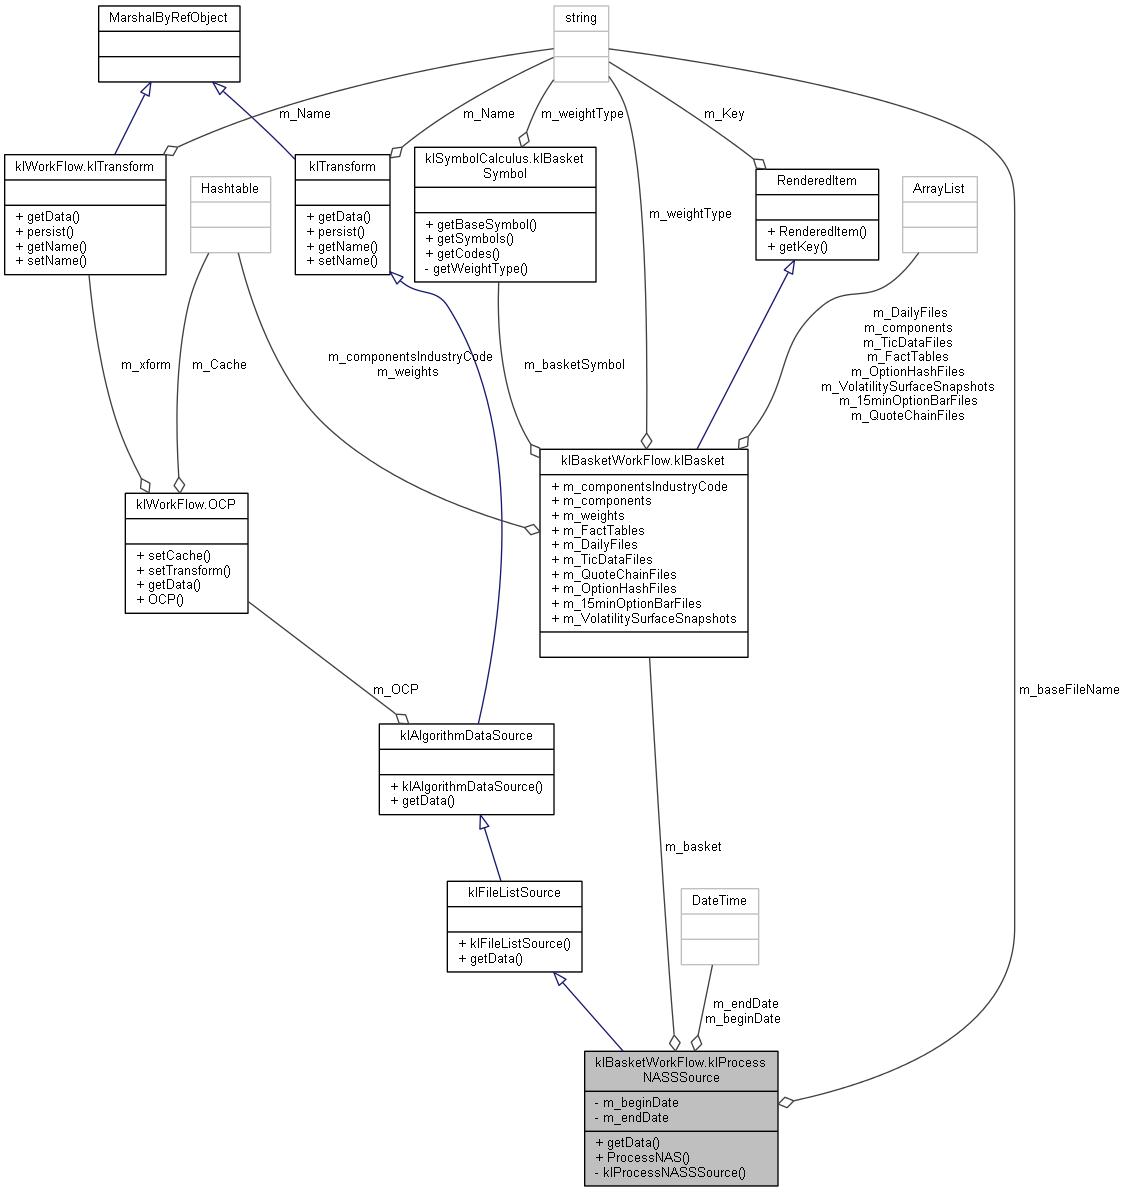 MarshalByRefObject
string
m_Name
m_Name
m_weightType
m_Key
klWorkFlow.klTransform
+ getData()
+ persist()
+ getName()
+ setName()
Hashtable
klTransform
+ getData()
+ persist()
+ getName()
+ setName()
klSymbolCalculus.klBasket
Symbol
+ getBaseSymbol()
+ getSymbols()
+ getCodes()
- getWeightType()
m_weightType
RenderedItem
+ RenderedItem()
+ getKey()
ArrayList
m_xform
m_Cache
m_componentsIndustryCode
m_weights
m_basketSymbol
m_DailyFiles
m_components
m_TicDataFiles
m_FactTables
m_OptionHashFiles
m_VolatilitySurfaceSnapshots
m_15minOptionBarFiles
m_QuoteChainFiles
klWorkFlow.OCP
+ setCache()
+ setTransform()
+ getData()
+ OCP()
klBasketWorkFlow.klBasket
+ m_componentsIndustryCode
+ m_components
+ m_weights
+ m_FactTables
+ m_DailyFiles
+ m_TicDataFiles
+ m_QuoteChainFiles
+ m_OptionHashFiles
+ m_15minOptionBarFiles
+ m_VolatilitySurfaceSnapshots
m_OCP
m_baseFileName
klAlgorithmDataSource
+ klAlgorithmDataSource()
+ getData()
m_basket
klFileListSource
+ klFileListSource()
+ getData()
DateTime
m_endDate
m_beginDate
klBasketWorkFlow.klProcess
NASSSource
- m_beginDate
- m_endDate
+ getData()
+ ProcessNAS()
- klProcessNASSSource()